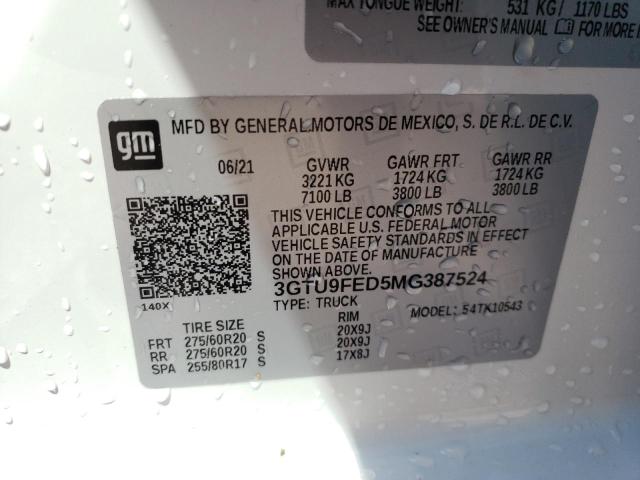 MAX TONGUE WEIGHT: 531 KG/ 1170 LBS
SEE OWNER'S MANUAL FOR MORE
gm
MFD BY GENERAL MOTORS DE MEXICO, S. DE R.L. DE C.V.
06/21 GVWR GAWR FRT GAWR RR
3221 KG 1724 KG 1724 KG
7100 LB 3800 LB 3800 LB
THIS VEHICLE CONFORMS TO ALL
APPLICABLE U.S. FEDERAL MOTOR
VEHICLE SAFETY STANDARDS IN EFFECT
ON THE DATE OF MANUFACTURE
SHOWN ABOVE.
3GTU9FED5MG387524
TYPE: TRUCK MODEL: 54TK10543
140X
TIRE SIZE RIM
FRT 275/60R20 S 20X9J
RR 275/60R20 S 20X9J
SPA 255/80R17 S 17X8J